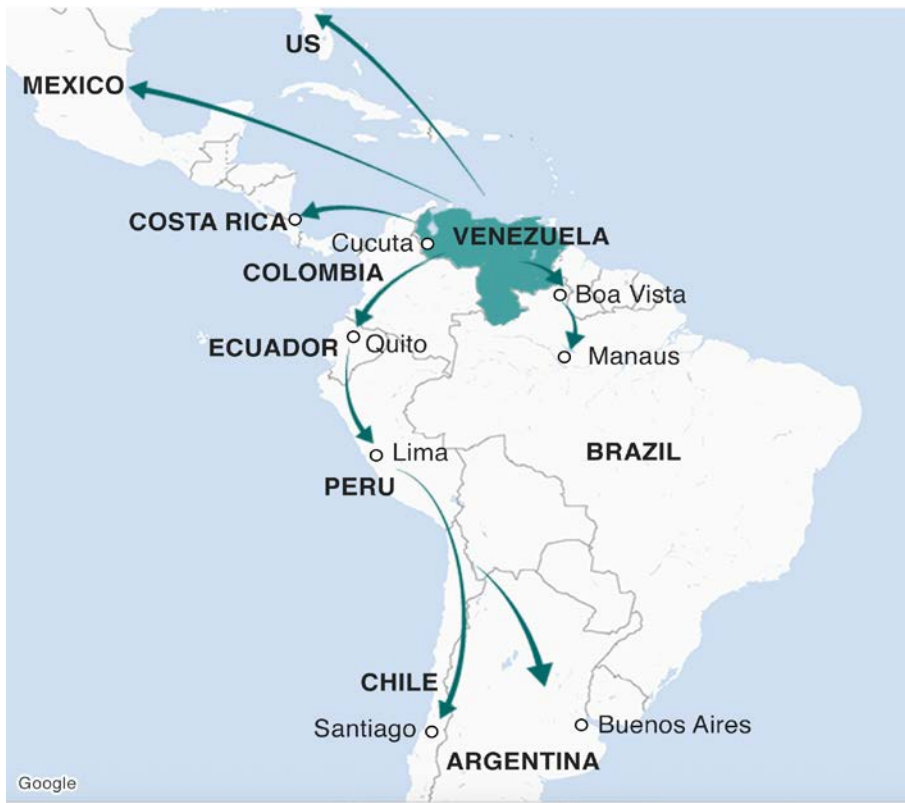 US
MEXICO
COSTA RICA
Cucuta
VENEZUELA
COLOMBIA
Boa Vista
ECUADOR
Quito
Manaus
Lima
BRAZIL
PERU
CHILE
Santiago
Buenos Aires
ARGENTINA
Google